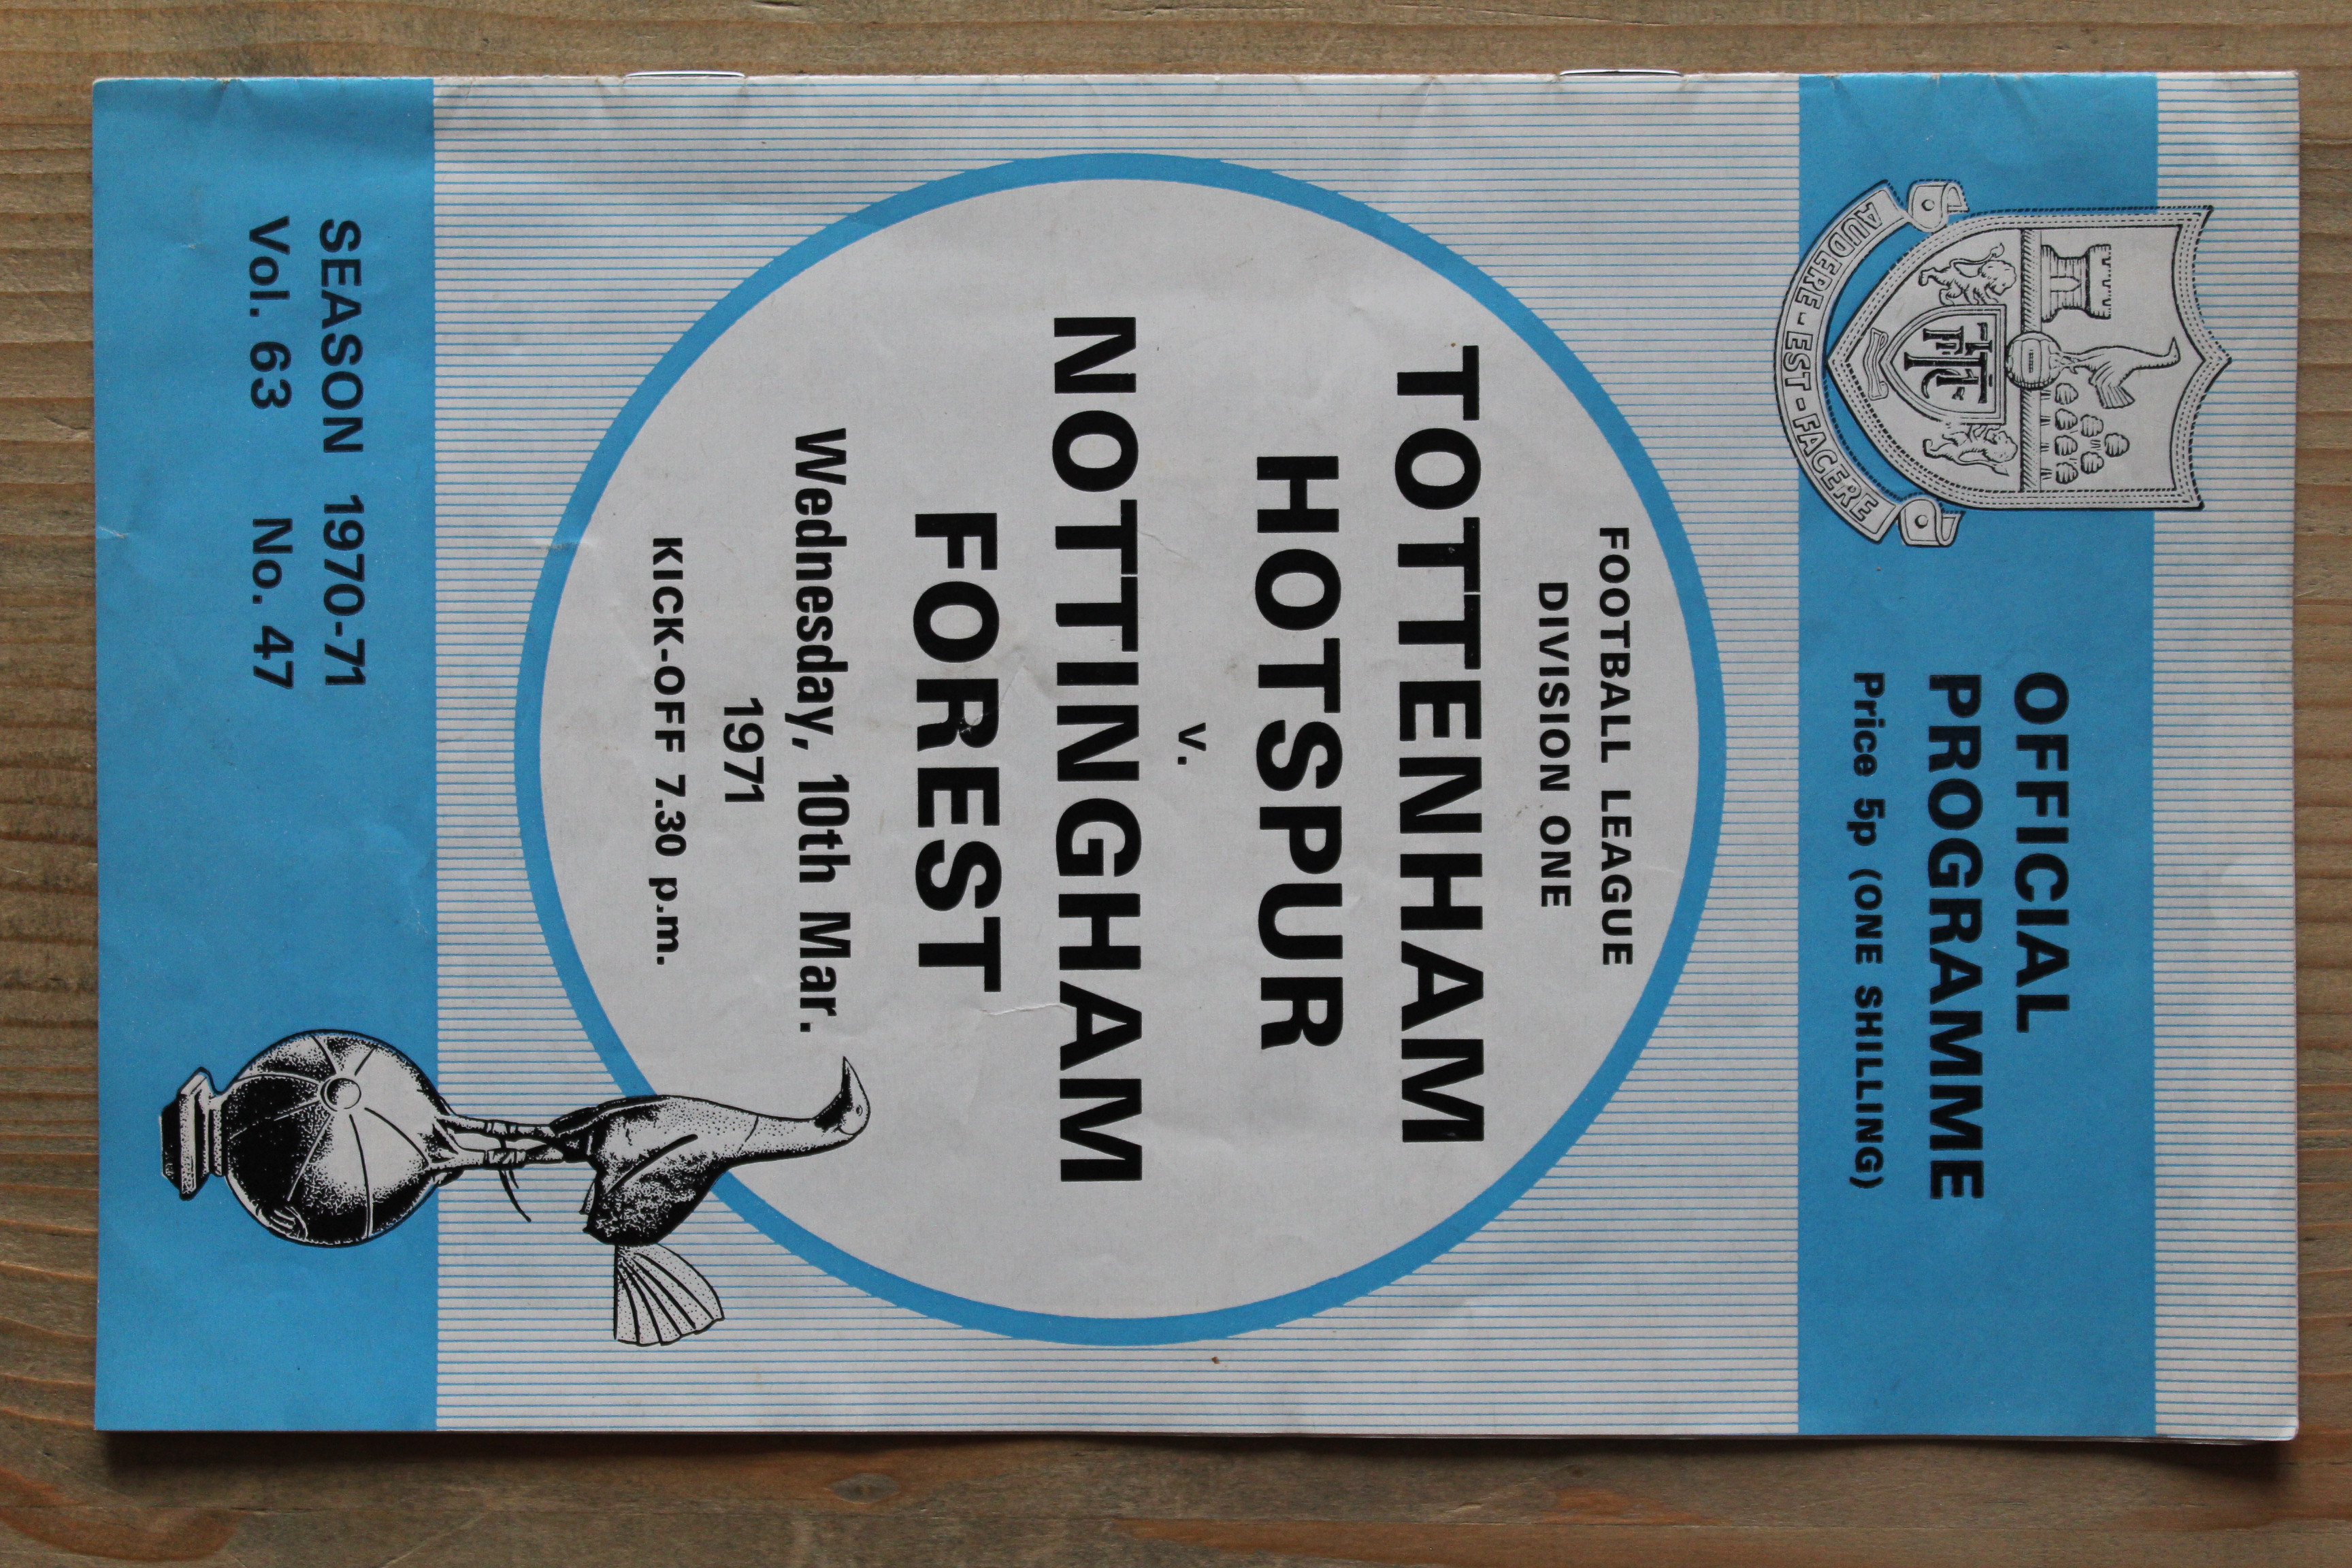 OFFICIAL
PROGRAMME
Price 5p (ONE SHILLING)
AUDERE-EST-FACERE
FOOTBALL LEAGUE
DIVISION ONE
TOTTENHAM
HOTSPUR
v.
NOTTINGHAM
FOREST
Wednesday, 10th Mar.
1971
KICK-OFF 7.30 p.m.
SEASON 1970-71
Vol. 63 No. 47